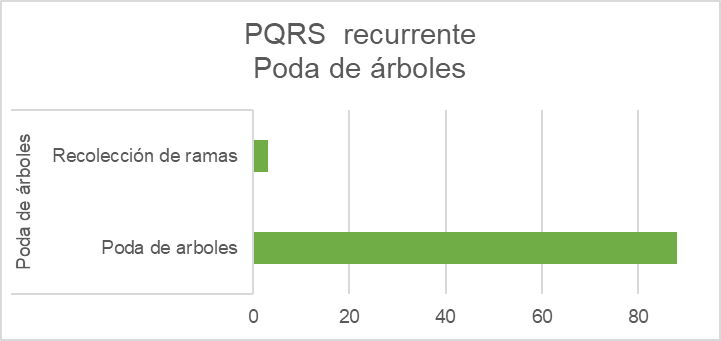 PQRS  recurrente
Poda de árboles
Poda de árboles
Recolección de ramas
Poda de arboles
0 20 40 60 80